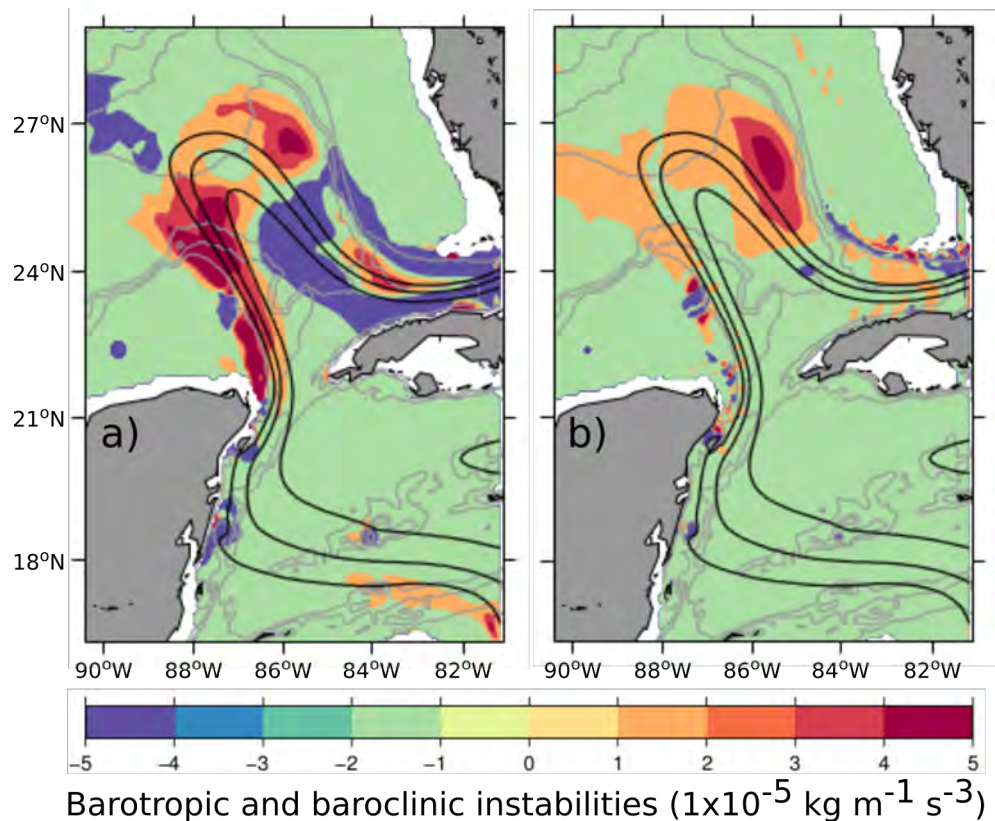 27°N
24°N
21°N
18°N
a)
b)
90°W 88°W 86°W 84°W 82°W
90°W 88°W 86°W 84°W 82°W
−5 −4 −3 −2 −1 0 1 2 3 4 5
Barotropic and baroclinic instabilities (1x10⁻⁵ kg m⁻¹ s⁻³)